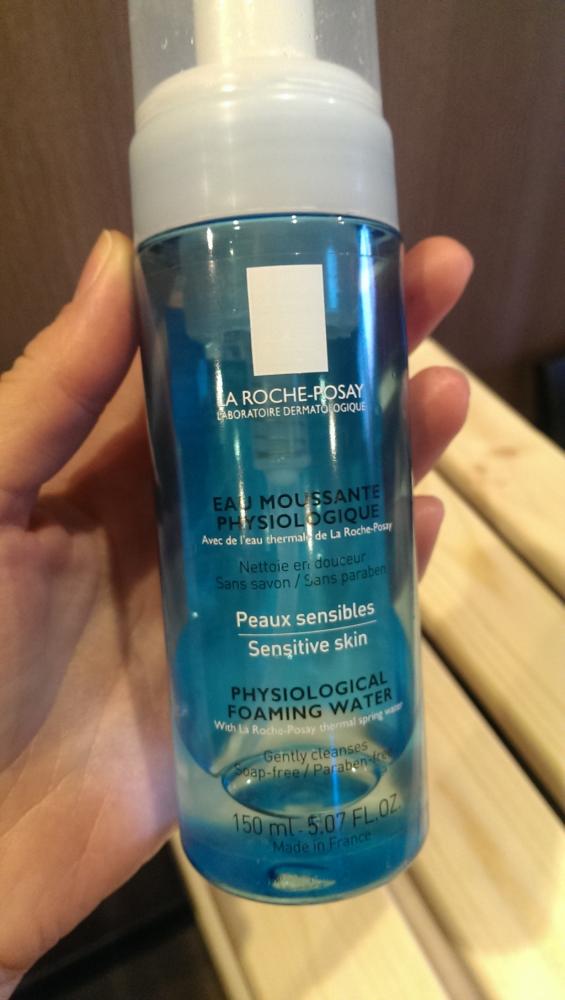 LA ROCHE-POSAY
LABORATOIRE DERMATOLOGIQUE
EAU MOUSSANTE
PHYSIOLOGIQUE
Avec de l'eau thermale de La Roche-Posay
Nettoie en douceur
Sans savon / Sans paraben
Peaux sensibles
Sensitive skin
PHYSIOLOGICAL
FOAMING WATER
With La Roche-Posay thermal spring water
Gently cleanses
Soap-free / Paraben-free
150 ml - 5.07 FL.OZ.
Made in France